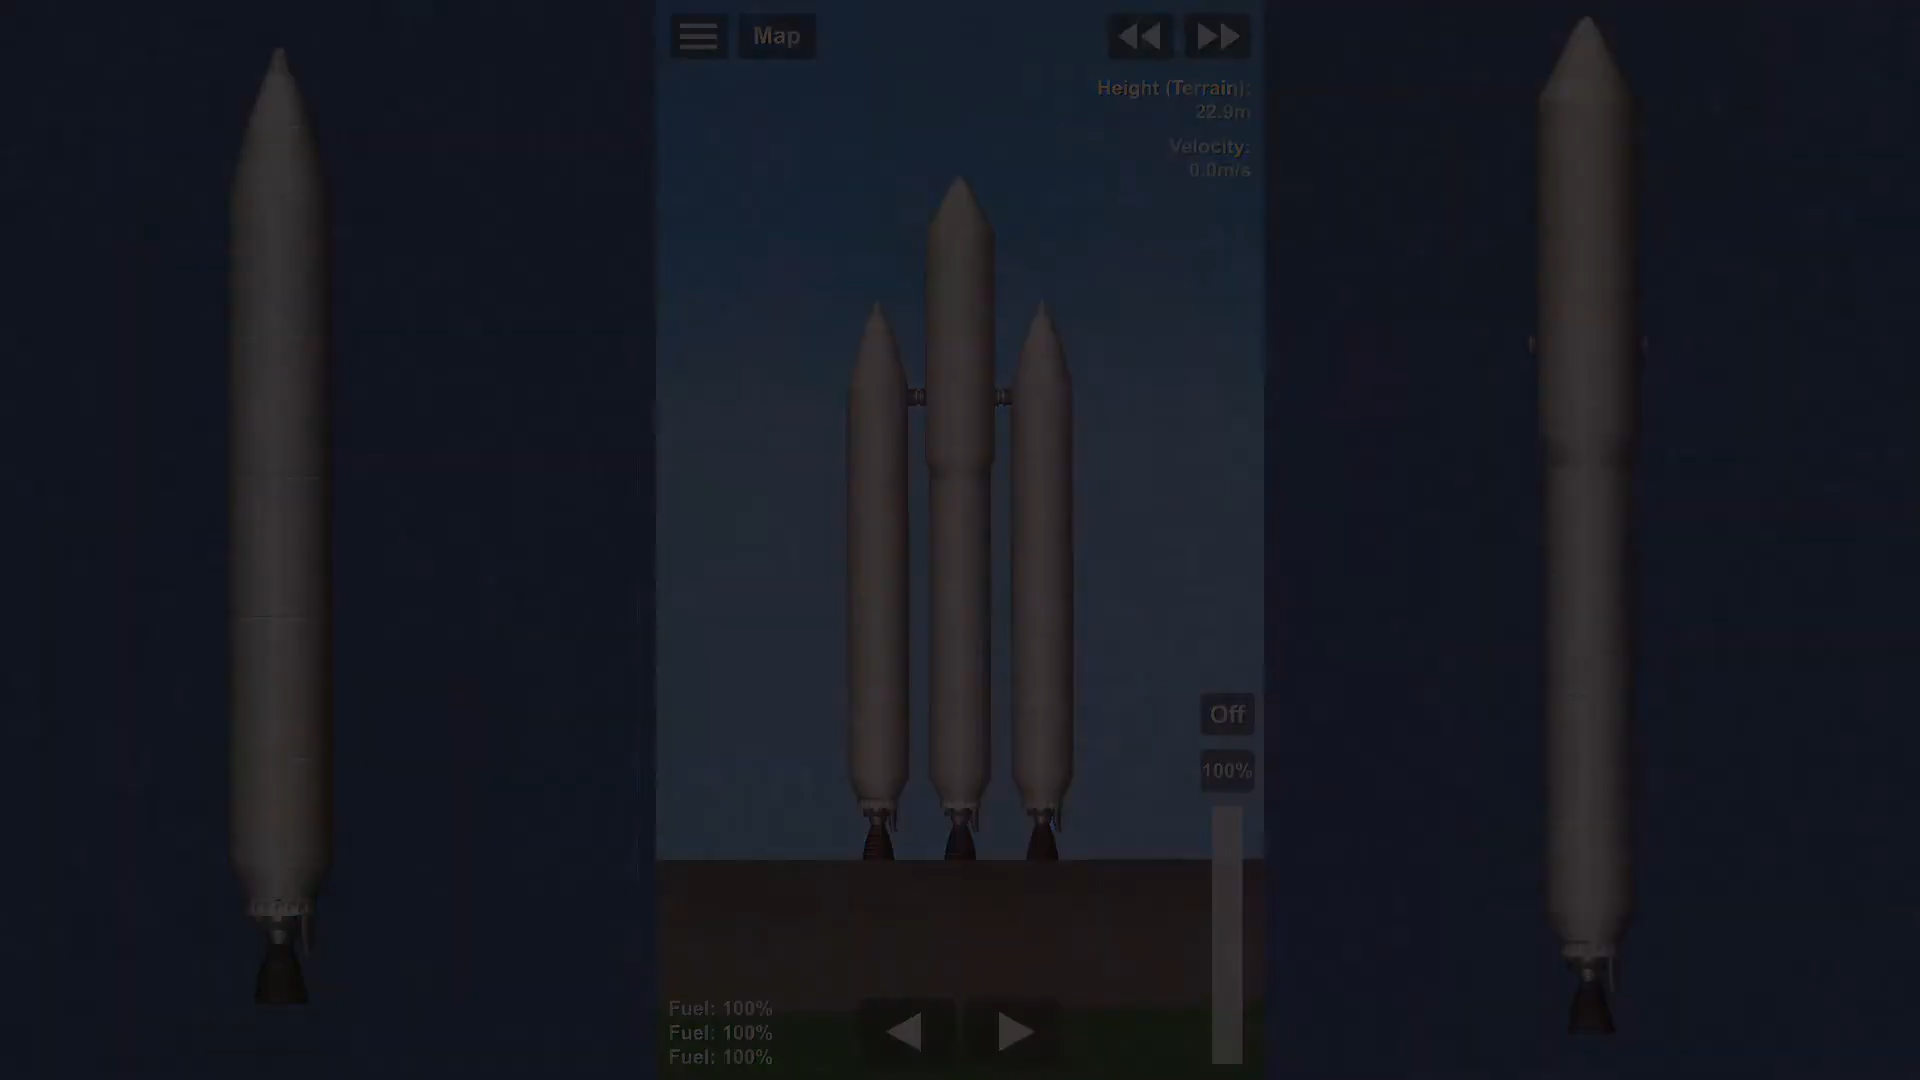 Map
Height (Terrain):
22.9m
Velocity:
0.0m/s
Off
100%
Fuel: 100%
Fuel: 100%
Fuel: 100%